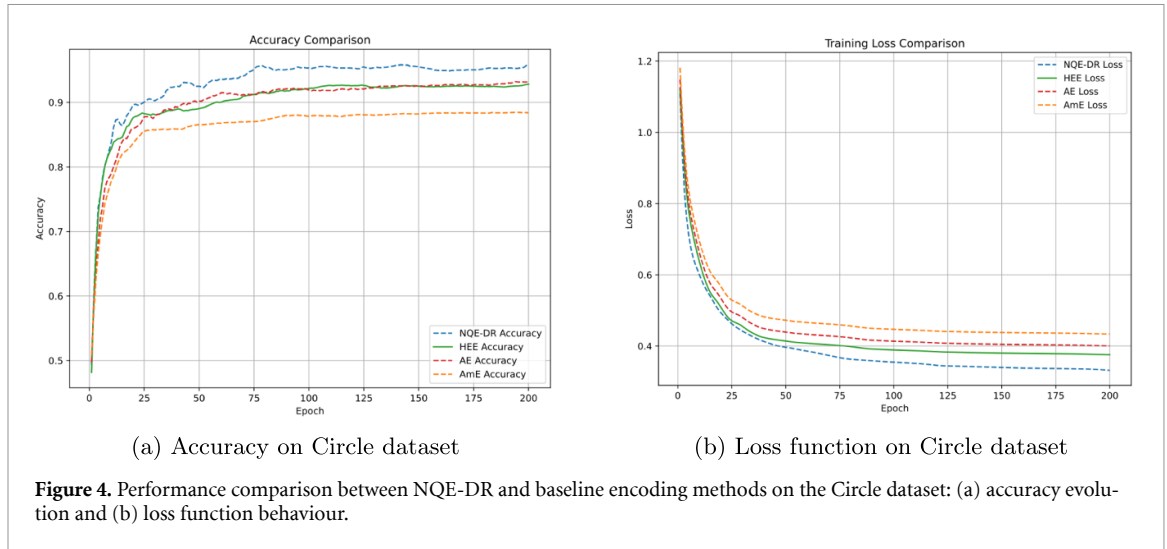 Accuracy Comparison
Accuracy
0.9
0.8
0.7
0.6
0.5
0 25 50 75 100 125 150 175 200
Epoch
NQE-DR Accuracy
HEE Accuracy
AE Accuracy
AmE Accuracy
(a) Accuracy on Circle dataset
Training Loss Comparison
Loss
1.2
1.0
0.8
0.6
0.4
0 25 50 75 100 125 150 175 200
Epoch
NQE-DR Loss
HEE Loss
AE Loss
AmE Loss
(b) Loss function on Circle dataset
Figure 4. Performance comparison between NQE-DR and baseline encoding methods on the Circle dataset: (a) accuracy evolu-
tion and (b) loss function behaviour.